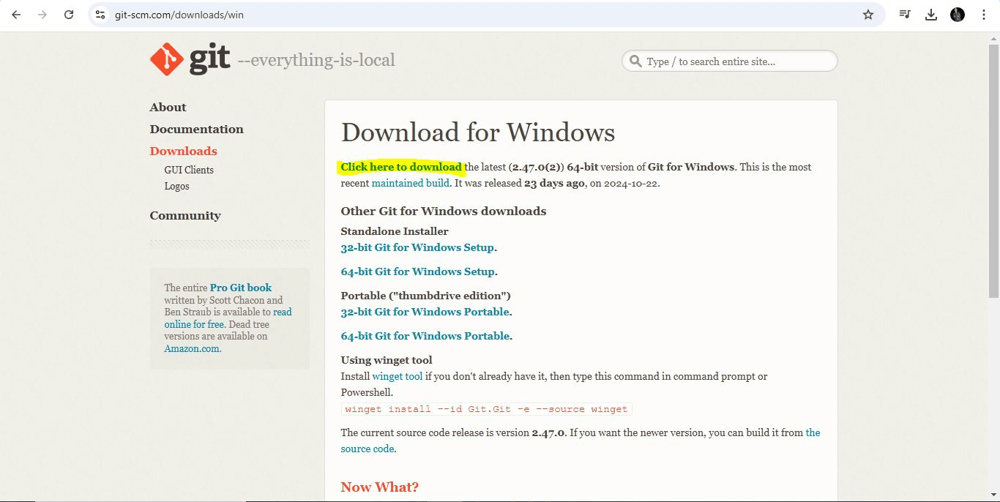 git-scm.com/downloads/win
git --everything-is-local
Type / to search entire site...
About
Documentation
Downloads
GUI Clients
Logos
Community
The entire Pro Git book
written by Scott Chacon and
Ben Straub is available to read
online for free. Dead tree
versions are available on
Amazon.com.
Download for Windows
Click here to download the latest (2.47.0(2)) 64-bit version of Git for Windows. This is the most
recent maintained build. It was released 23 days ago, on 2024-10-22.
Other Git for Windows downloads
Standalone Installer
32-bit Git for Windows Setup.
64-bit Git for Windows Setup.
Portable ("thumbdrive edition")
32-bit Git for Windows Portable.
64-bit Git for Windows Portable.
Using winget tool
Install winget tool if you don't already have it, then type this command in command prompt or
Powershell.
winget install --id Git.Git -e --source winget
The current source code release is version 2.47.0. If you want the newer version, you can build it from the
source code.
Now What?